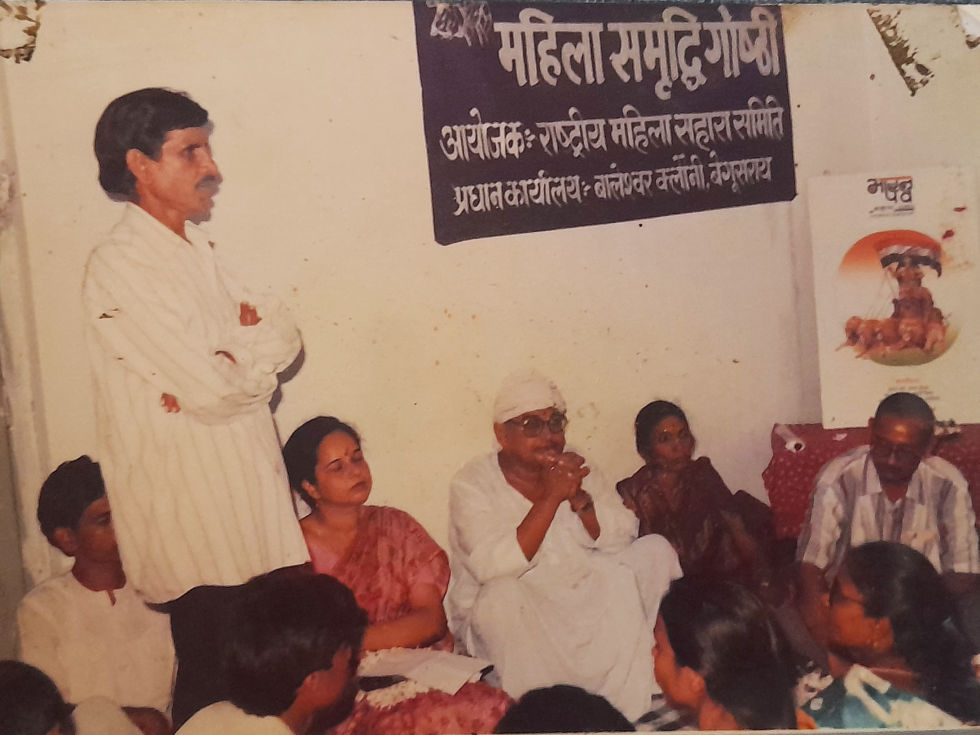 महिला समृद्धि गोष्ठी
आयोजकः- राष्ट्रीय महिला सहारा समिति
प्रधान कार्यालयः- बालेश्वर क्लौनी, बेगूसराय